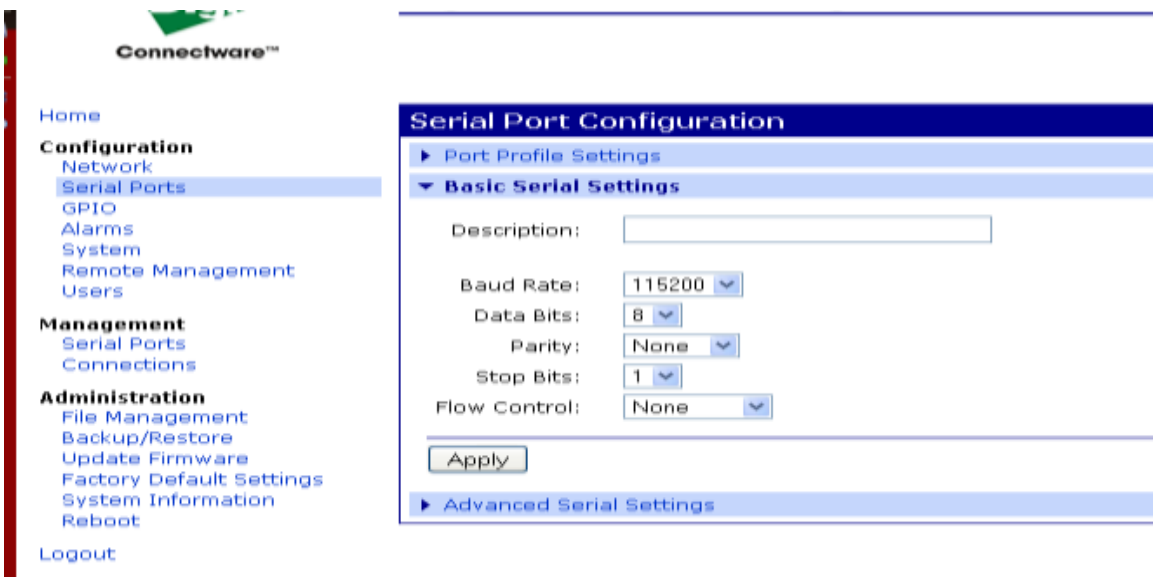 Connectware™
Home
Configuration
Network
Serial Ports
GPIO
Alarms
System
Remote Management
Users
Management
Serial Ports
Connections
Administration
File Management
Backup/Restore
Update Firmware
Factory Default Settings
System Information
Reboot
Logout
Serial Port Configuration
Port Profile Settings
Basic Serial Settings
Description:
Baud Rate: 115200
Data Bits: 8
Parity: None
Stop Bits: 1
Flow Control: None
Apply
Advanced Serial Settings